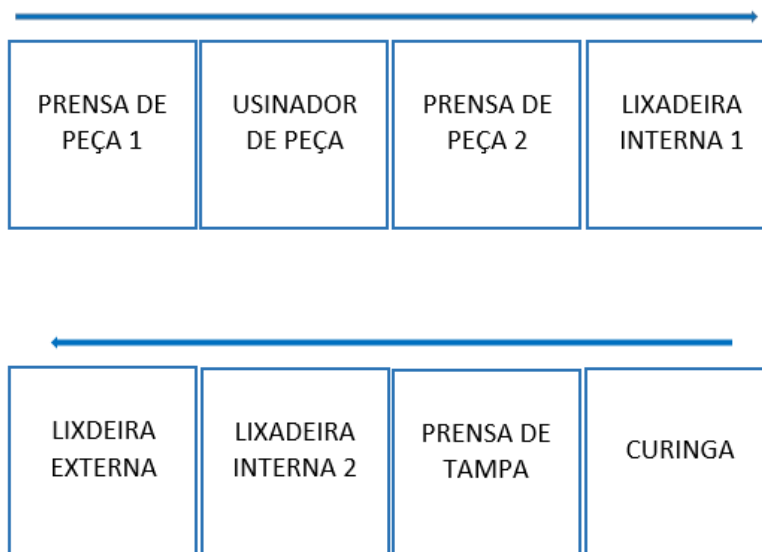 PRENSA DE
PEÇA 1
USINADOR
DE PEÇA
PRENSA DE
PEÇA 2
LIXADEIRA
INTERNA 1
LIXDEIRA
EXTERNA
LIXADEIRA
INTERNA 2
PRENSA DE
TAMPA
CURINGA